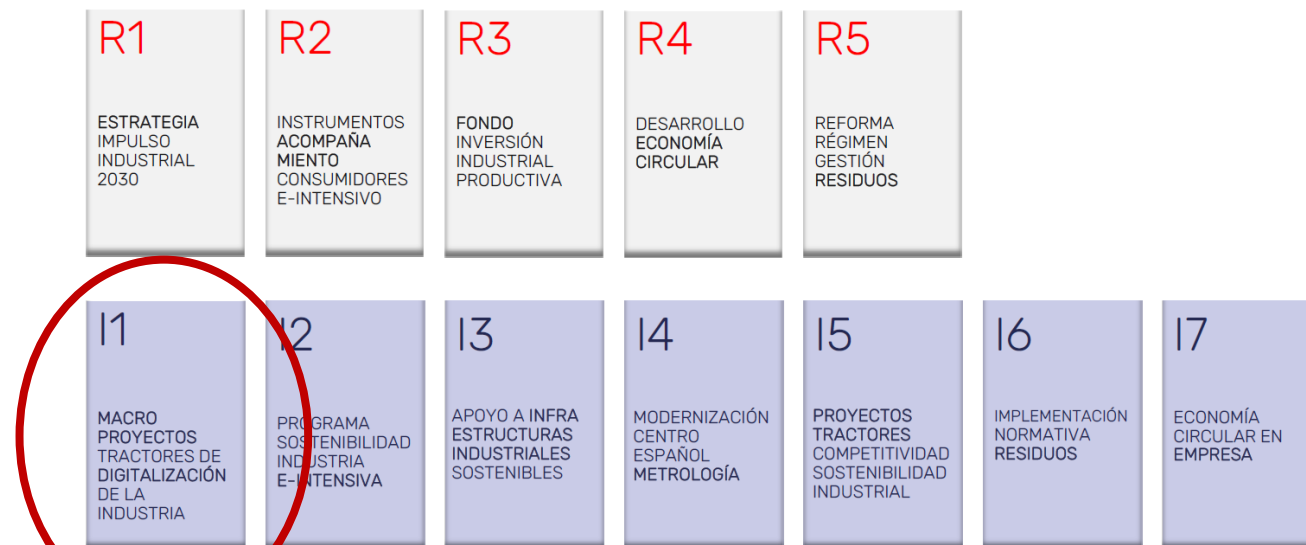 R1
ESTRATEGIA
IMPULSO
INDUSTRIAL
2030
R2
INSTRUMENTOS
ACOMPAÑA
MIENTO
CONSUMIDORES
E-INTENSIVO
R3
FONDO
INVERSIÓN
INDUSTRIAL
PRODUCTIVA
R4
DESARROLLO
ECONOMÍA
CIRCULAR
R5
REFORMA
RÉGIMEN
GESTIÓN
RESIDUOS
I1
MACRO
PROYECTOS
TRACTORES DE
DIGITALIZACIÓN
DE LA
INDUSTRIA
I2
PROGRAMA
SOSTENIBILIDAD
INDUSTRIA
E-INTENSIVA
I3
APOYO A INFRA
ESTRUCTURAS
INDUSTRIALES
SOSTENIBLES
I4
MODERNIZACIÓN
CENTRO
ESPAÑOL
METROLOGÍA
I5
PROYECTOS
TRACTORES
COMPETITIVIDAD
SOSTENIBILIDAD
INDUSTRIAL
I6
IMPLEMENTACIÓN
NORMATIVA
RESIDUOS
I7
ECONOMÍA
CIRCULAR EN
EMPRESA